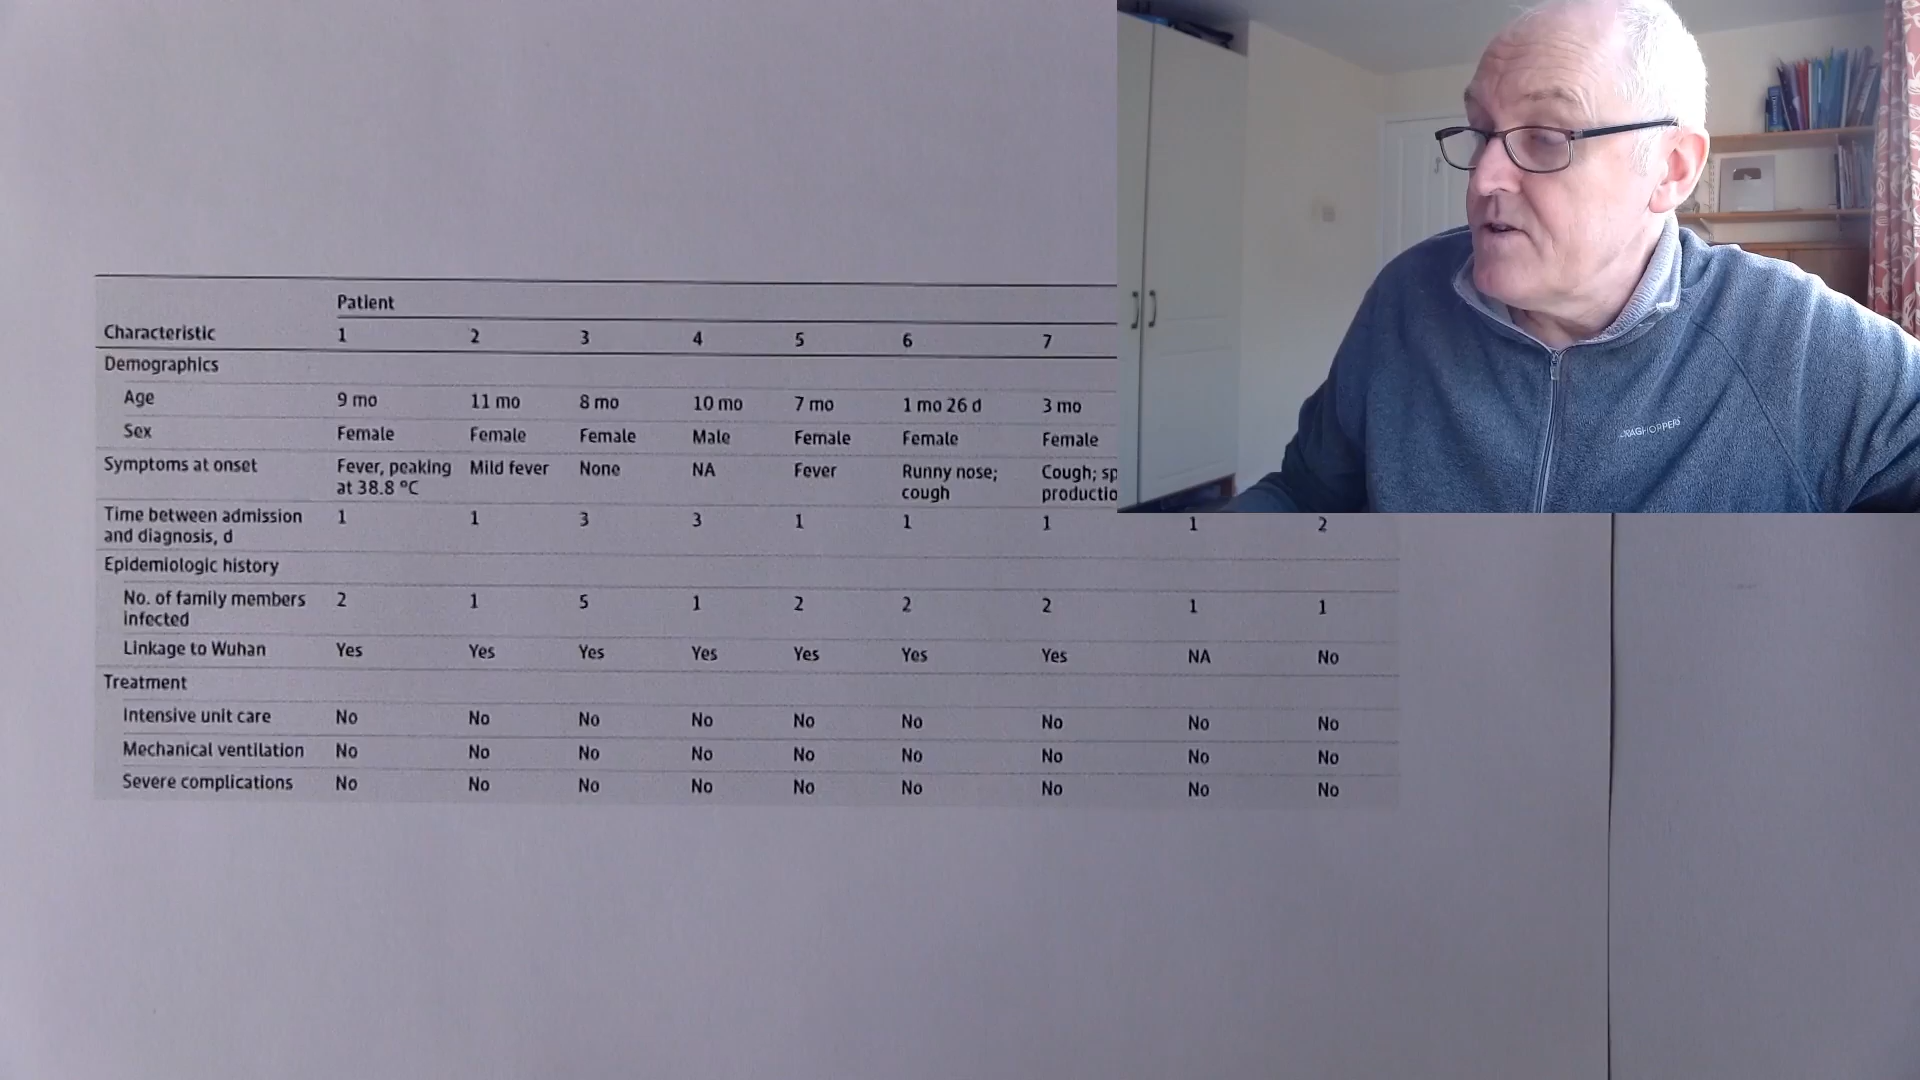 Patient
Characteristic 1 2 3 4 5 6 7
Demographics
Age 9 mo 11 mo 8 mo 10 mo 7 mo 1 mo 26 d 3 mo
Sex Female Female Female Male Female Female Female
Symptoms at onset Fever, peaking at 38.8 °C Mild fever None NA Fever Runny nose; cough Cough;
Time between admission and diagnosis, d 1 1 3 3 1 1 1 1 2
Epidemiologic history
No. of family members infected 2 1 5 1 2 2 2 1 1
Linkage to Wuhan Yes Yes Yes Yes Yes Yes Yes NA No
Treatment
Intensive unit care No No No No No No No No No
Mechanical ventilation No No No No No No No No No
Severe complications No No No No No No No No No